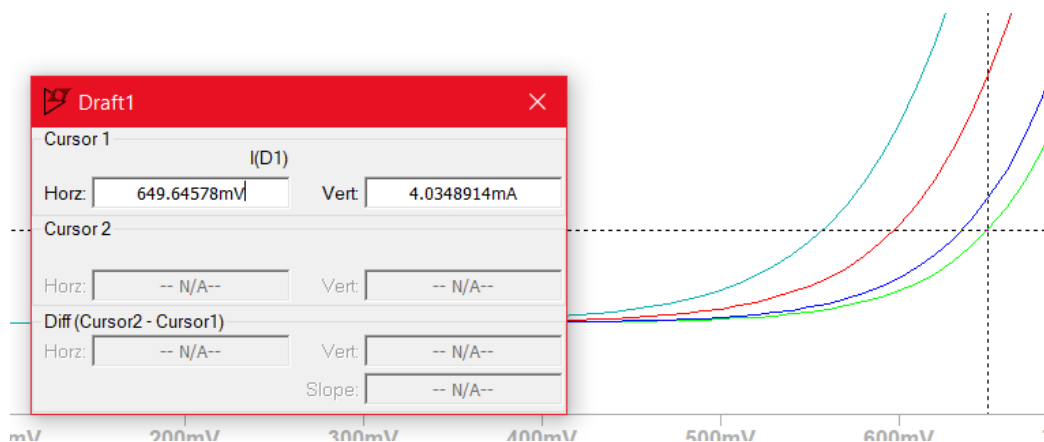 Draft1
Cursor 1
I(D1)
Horz: 649.64578mV Vert: 4.0348914mA
Cursor 2
Horz: -- N/A-- Vert: -- N/A--
Diff (Cursor2 - Cursor1)
Horz: -- N/A-- Vert: -- N/A--
Slope: -- N/A--
mV 200mV 300mV 400mV 500mV 600mV